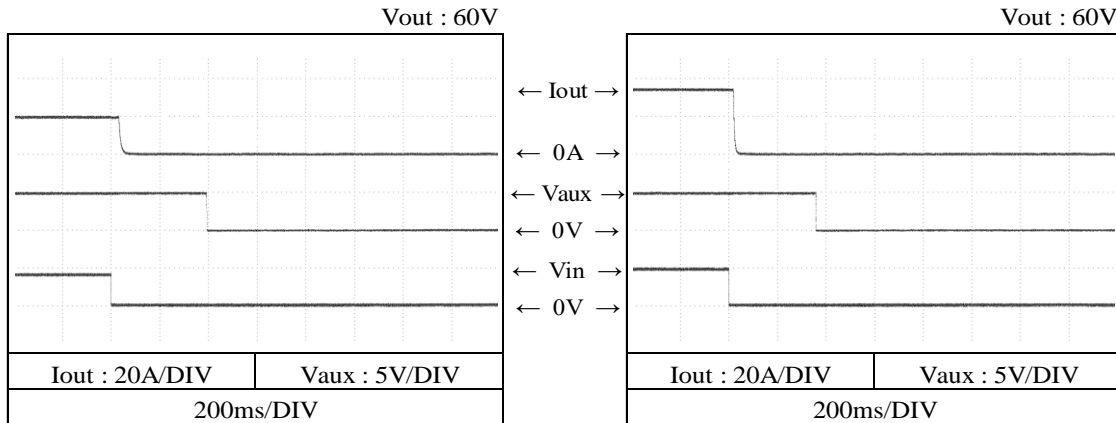 Vout : 60V
Vout : 60V
← Iout →
← 0A →
← Vaux →
← 0V →
← Vin →
← 0V →
Iout : 20A/DIV Vaux : 5V/DIV
200ms/DIV
Iout : 20A/DIV Vaux : 5V/DIV
200ms/DIV